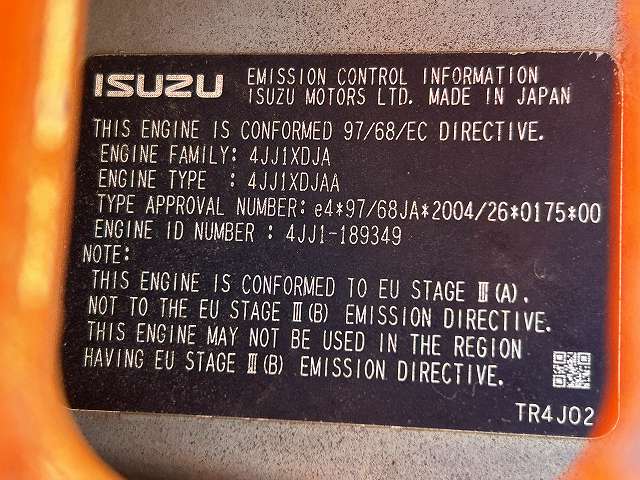 ISUZU EMISSION CONTROL INFORMATION
ISUZU MOTORS LTD. MADE IN JAPAN
THIS ENGINE IS CONFORMED 97/68/EC DIRECTIVE.
ENGINE FAMILY: 4JJ1XDJA
ENGINE TYPE : 4JJ1XDJAA
TYPE APPROVAL NUMBER: e4*97/68JA*2004/26*0175*00
ENGINE ID NUMBER : 4JJ1-189349
NOTE:
THIS ENGINE IS CONFORMED TO EU STAGE Ⅲ(A).
NOT TO THE EU STAGE Ⅲ(B) EMISSION DIRECTIVE.
THIS ENGINE MAY NOT BE USED IN THE REGION
HAVING EU STAGE Ⅲ(B) EMISSION DIRECTIVE.
TR4J02